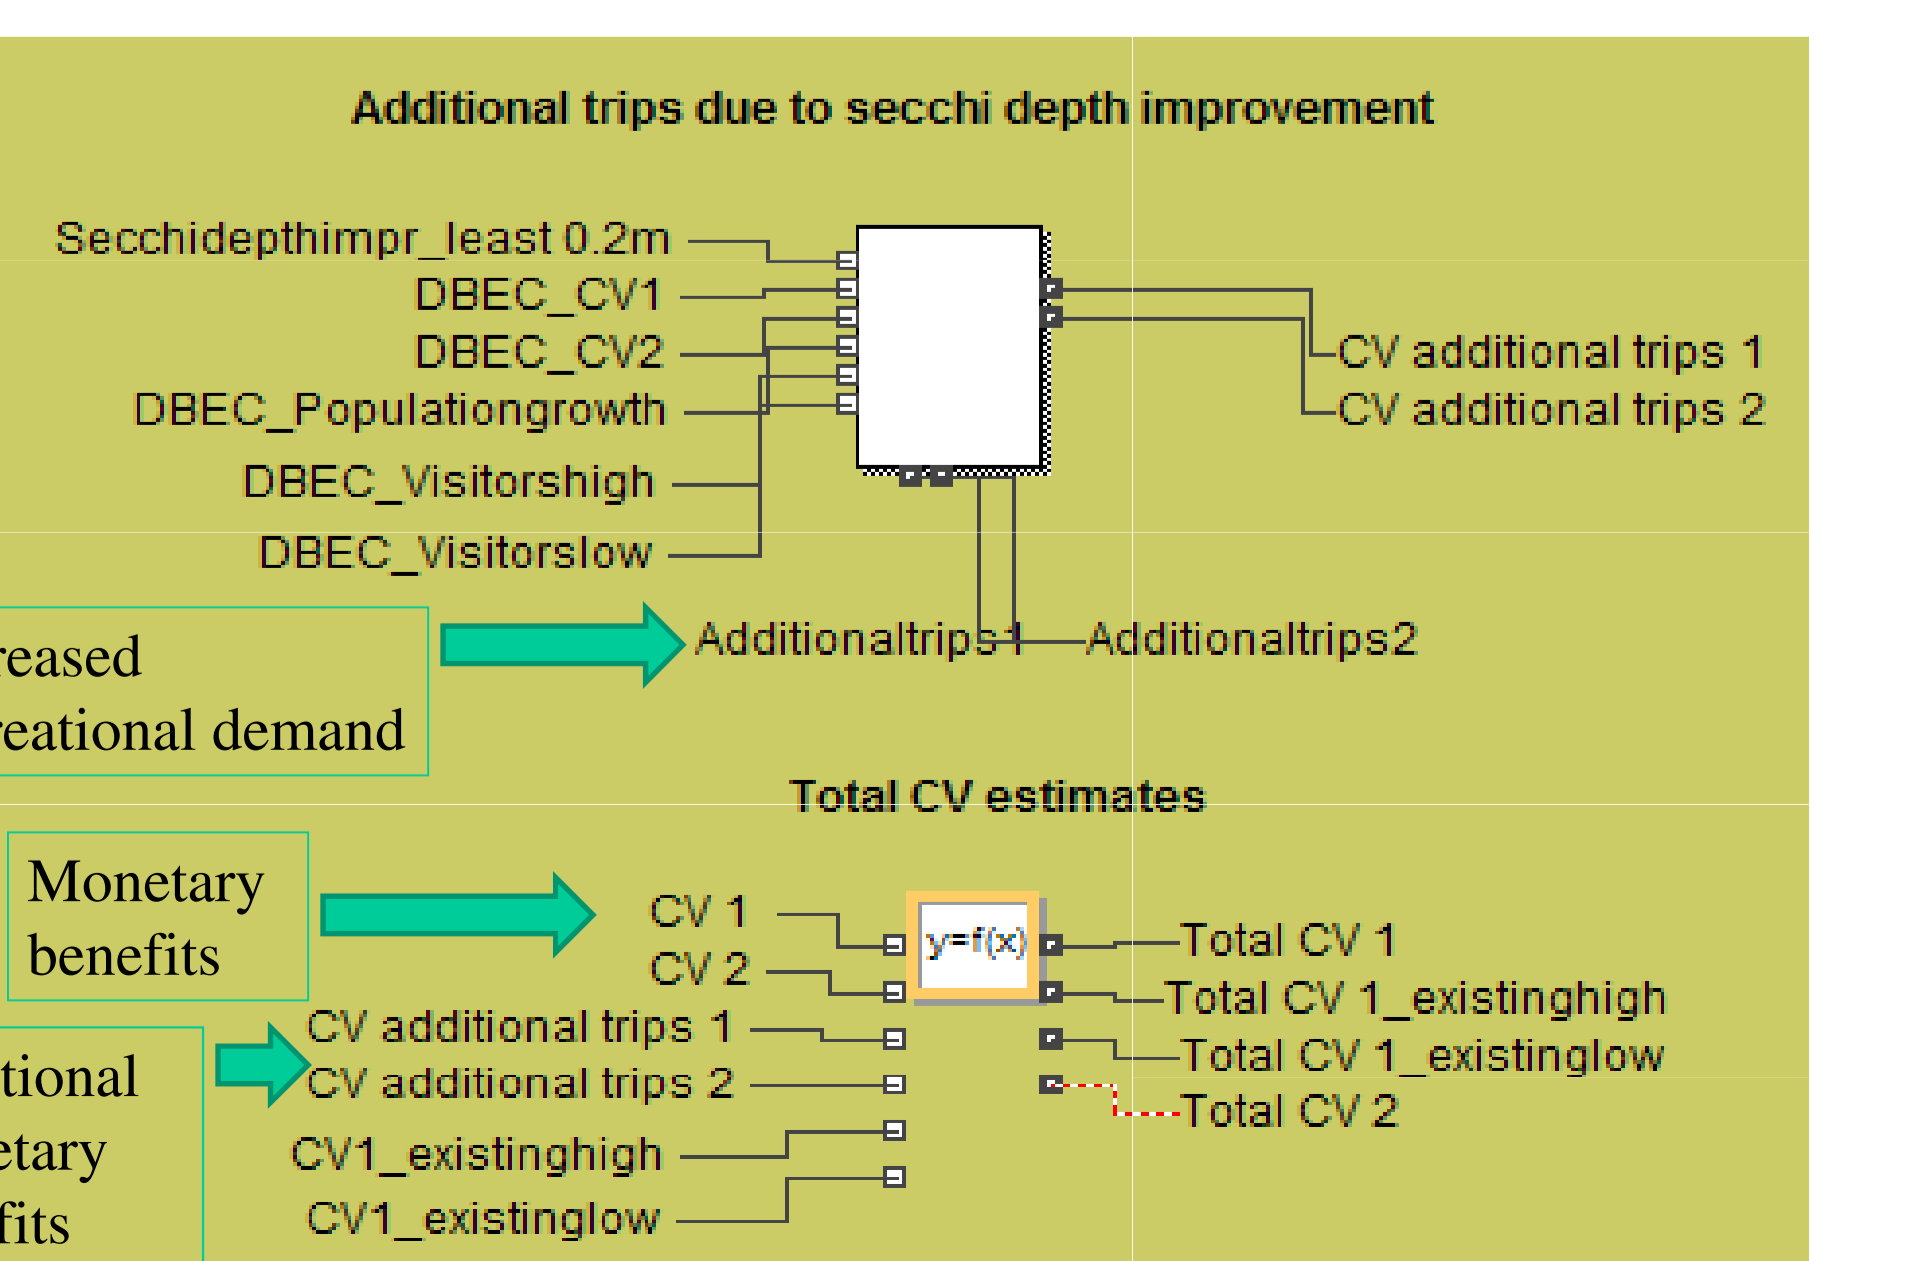 Additional trips due to secchi depth improvement
Secchidepthimpr_least 0.2m
DBEC_CV1
DBEC_CV2
DBEC_Populationgrowth
DBEC_Visitorshigh
DBEC_Visitorslow
CV additional trips 1
CV additional trips 2
reased
reational demand
Additionaltrips1
Additionaltrips2
Total CV estimates
Monetary
benefits
CV 1
CV 2
CV additional trips 1
CV additional trips 2
CV1_existinghigh
CV1_existinglow
y=f(x)
Total CV 1
Total CV 1_existinghigh
Total CV 1_existinglow
Total CV 2
tional
etary
fits